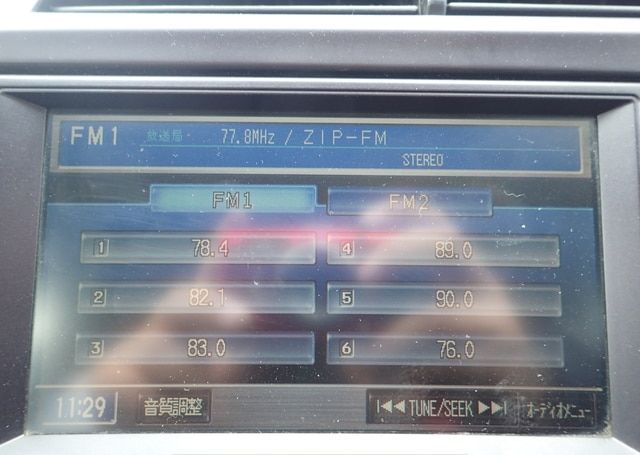 FM1 放送局 77.8MHz / ZIP-FM
STEREO
FM1 FM2
1 78.4 4 89.0
2 82.1 5 90.0
3 83.0 6 76.0
11:29 音質調整 TUNE/SEEK オーディオメニュー